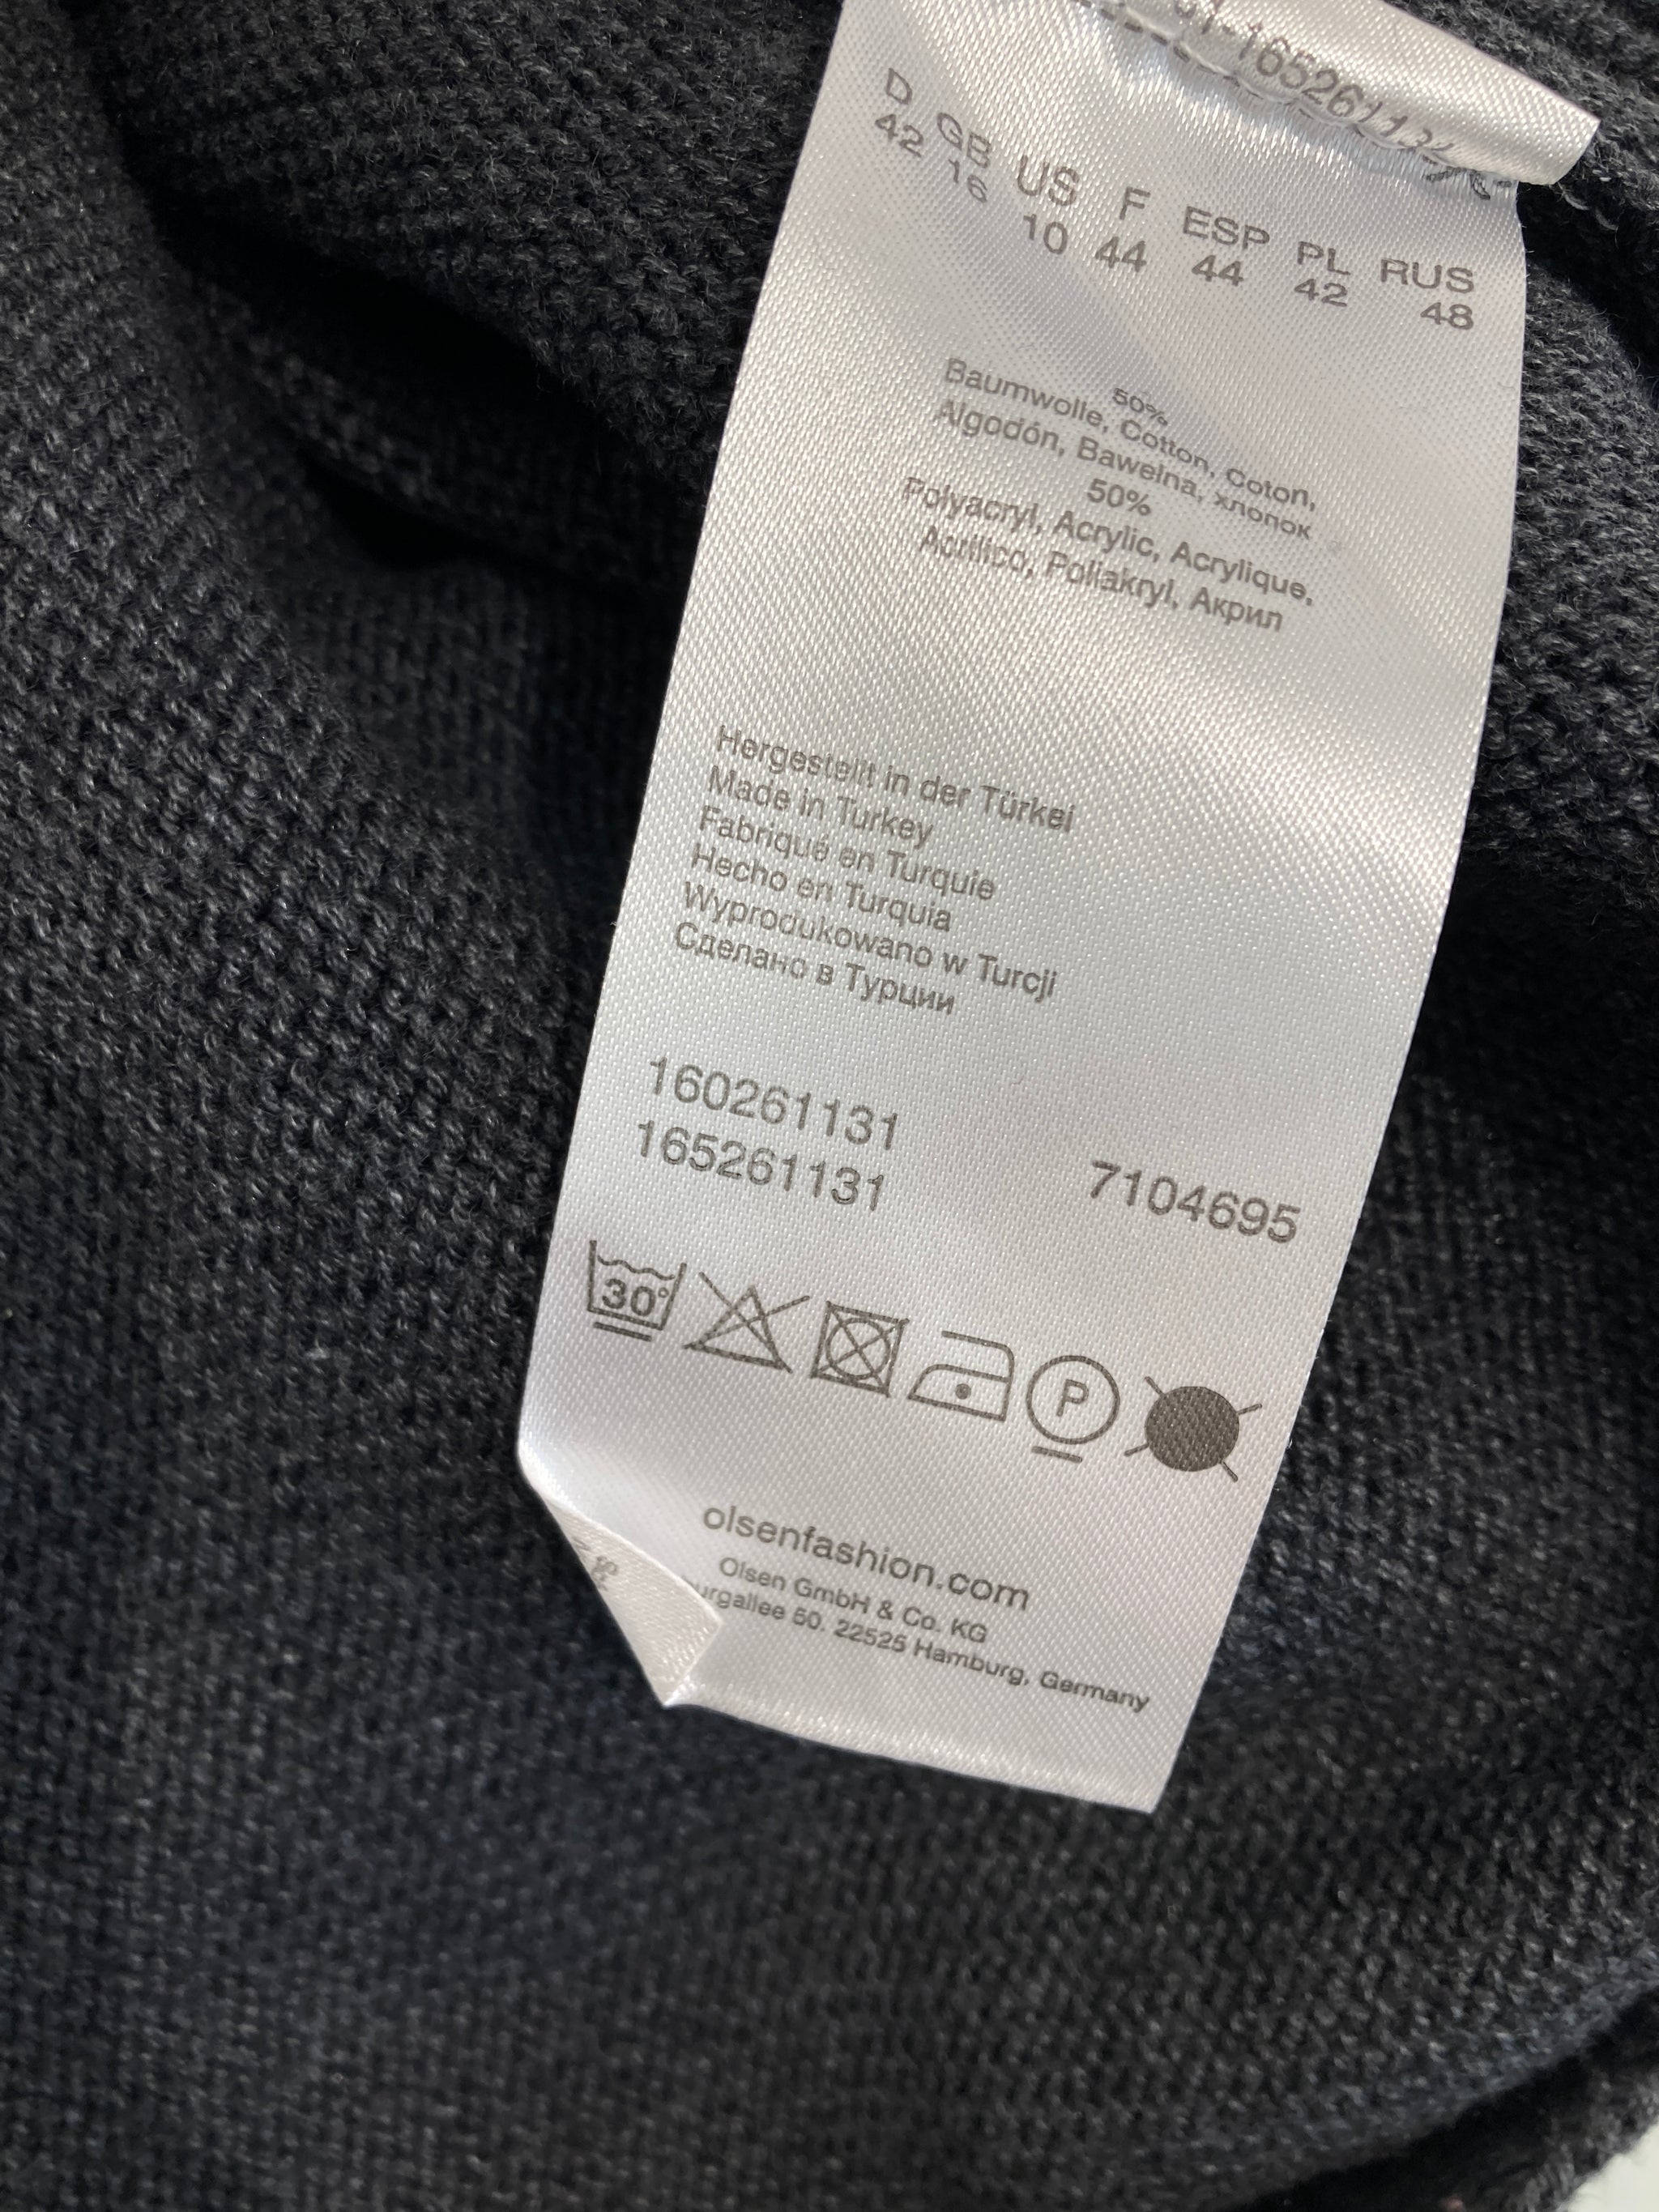 D GB US F ESP PL RUS
42 16 10 44 44 42 48
50%
Baumwolle, Cotton, Coton,
Algodón, Bawełna, хлопок
50%
Polyacryl, Acrylic, Acrylique,
Acrílico, Poliakryl, Акрил
Hergestellt in der Türkei
Made in Turkey
Fabriqué en Turquie
Hecho en Turquia
Wyprodukowano w Turcji
Сделано в Турции
160261131
165261131 7104695
30°
P
olsenfashion.com
Olsen GmbH & Co. KG
50. 22525 Hamburg, Germany